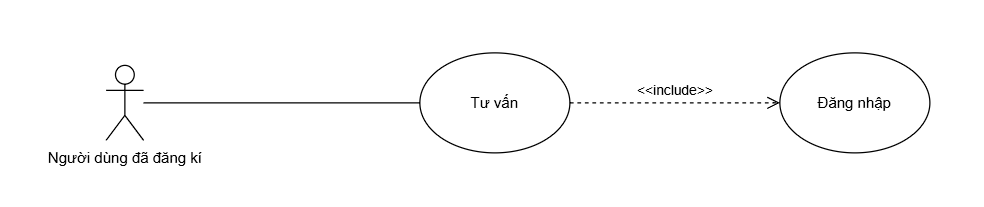 <<include>>
Tư vấn
Đăng nhập
Người dùng đã đăng kí